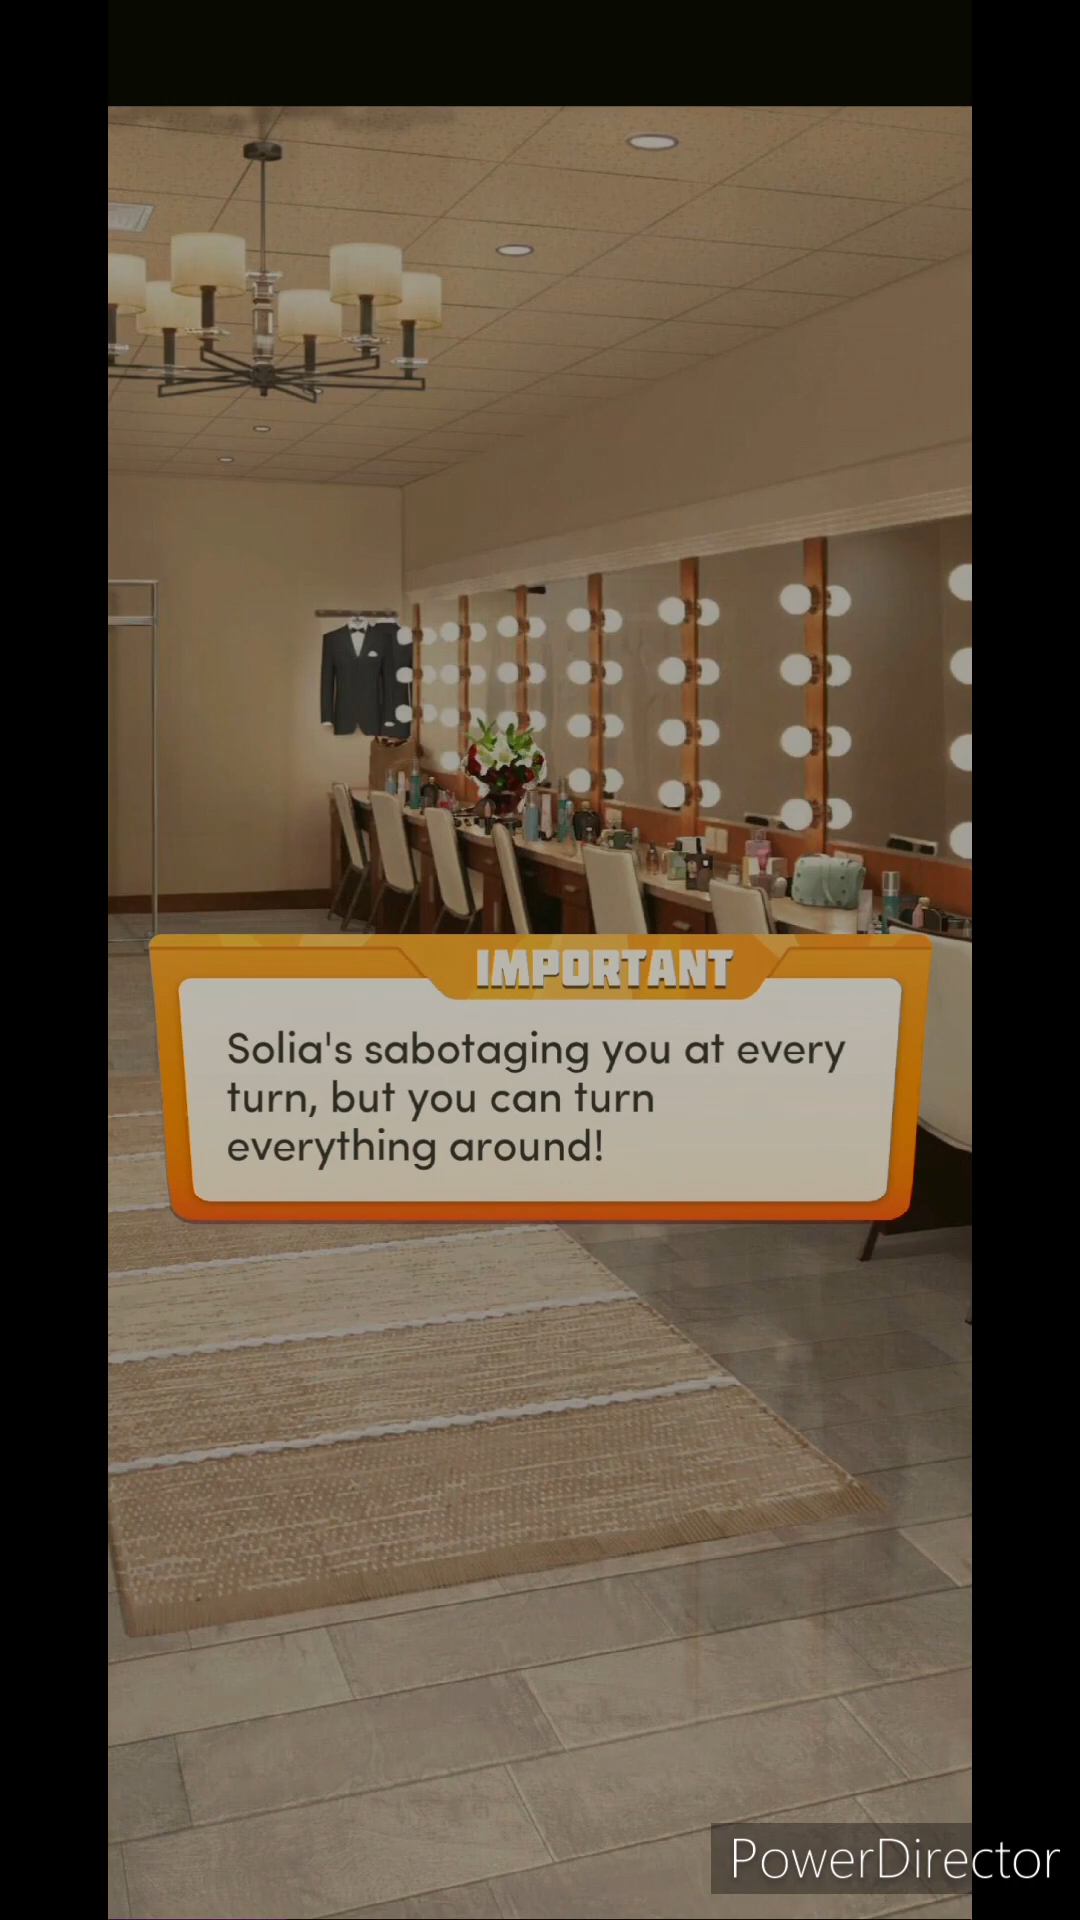 IMPORTANT
Solia's sabotaging you at every
turn, but you can turn
everything around!
PowerDirector